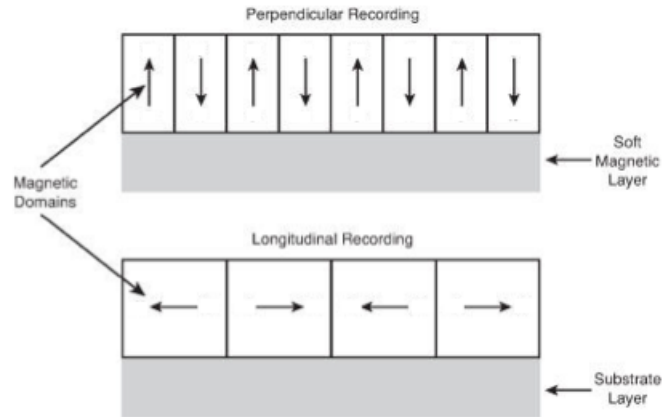 Perpendicular Recording
Soft
Magnetic
Layer
Magnetic
Domains
Longitudinal Recording
Substrate
Layer